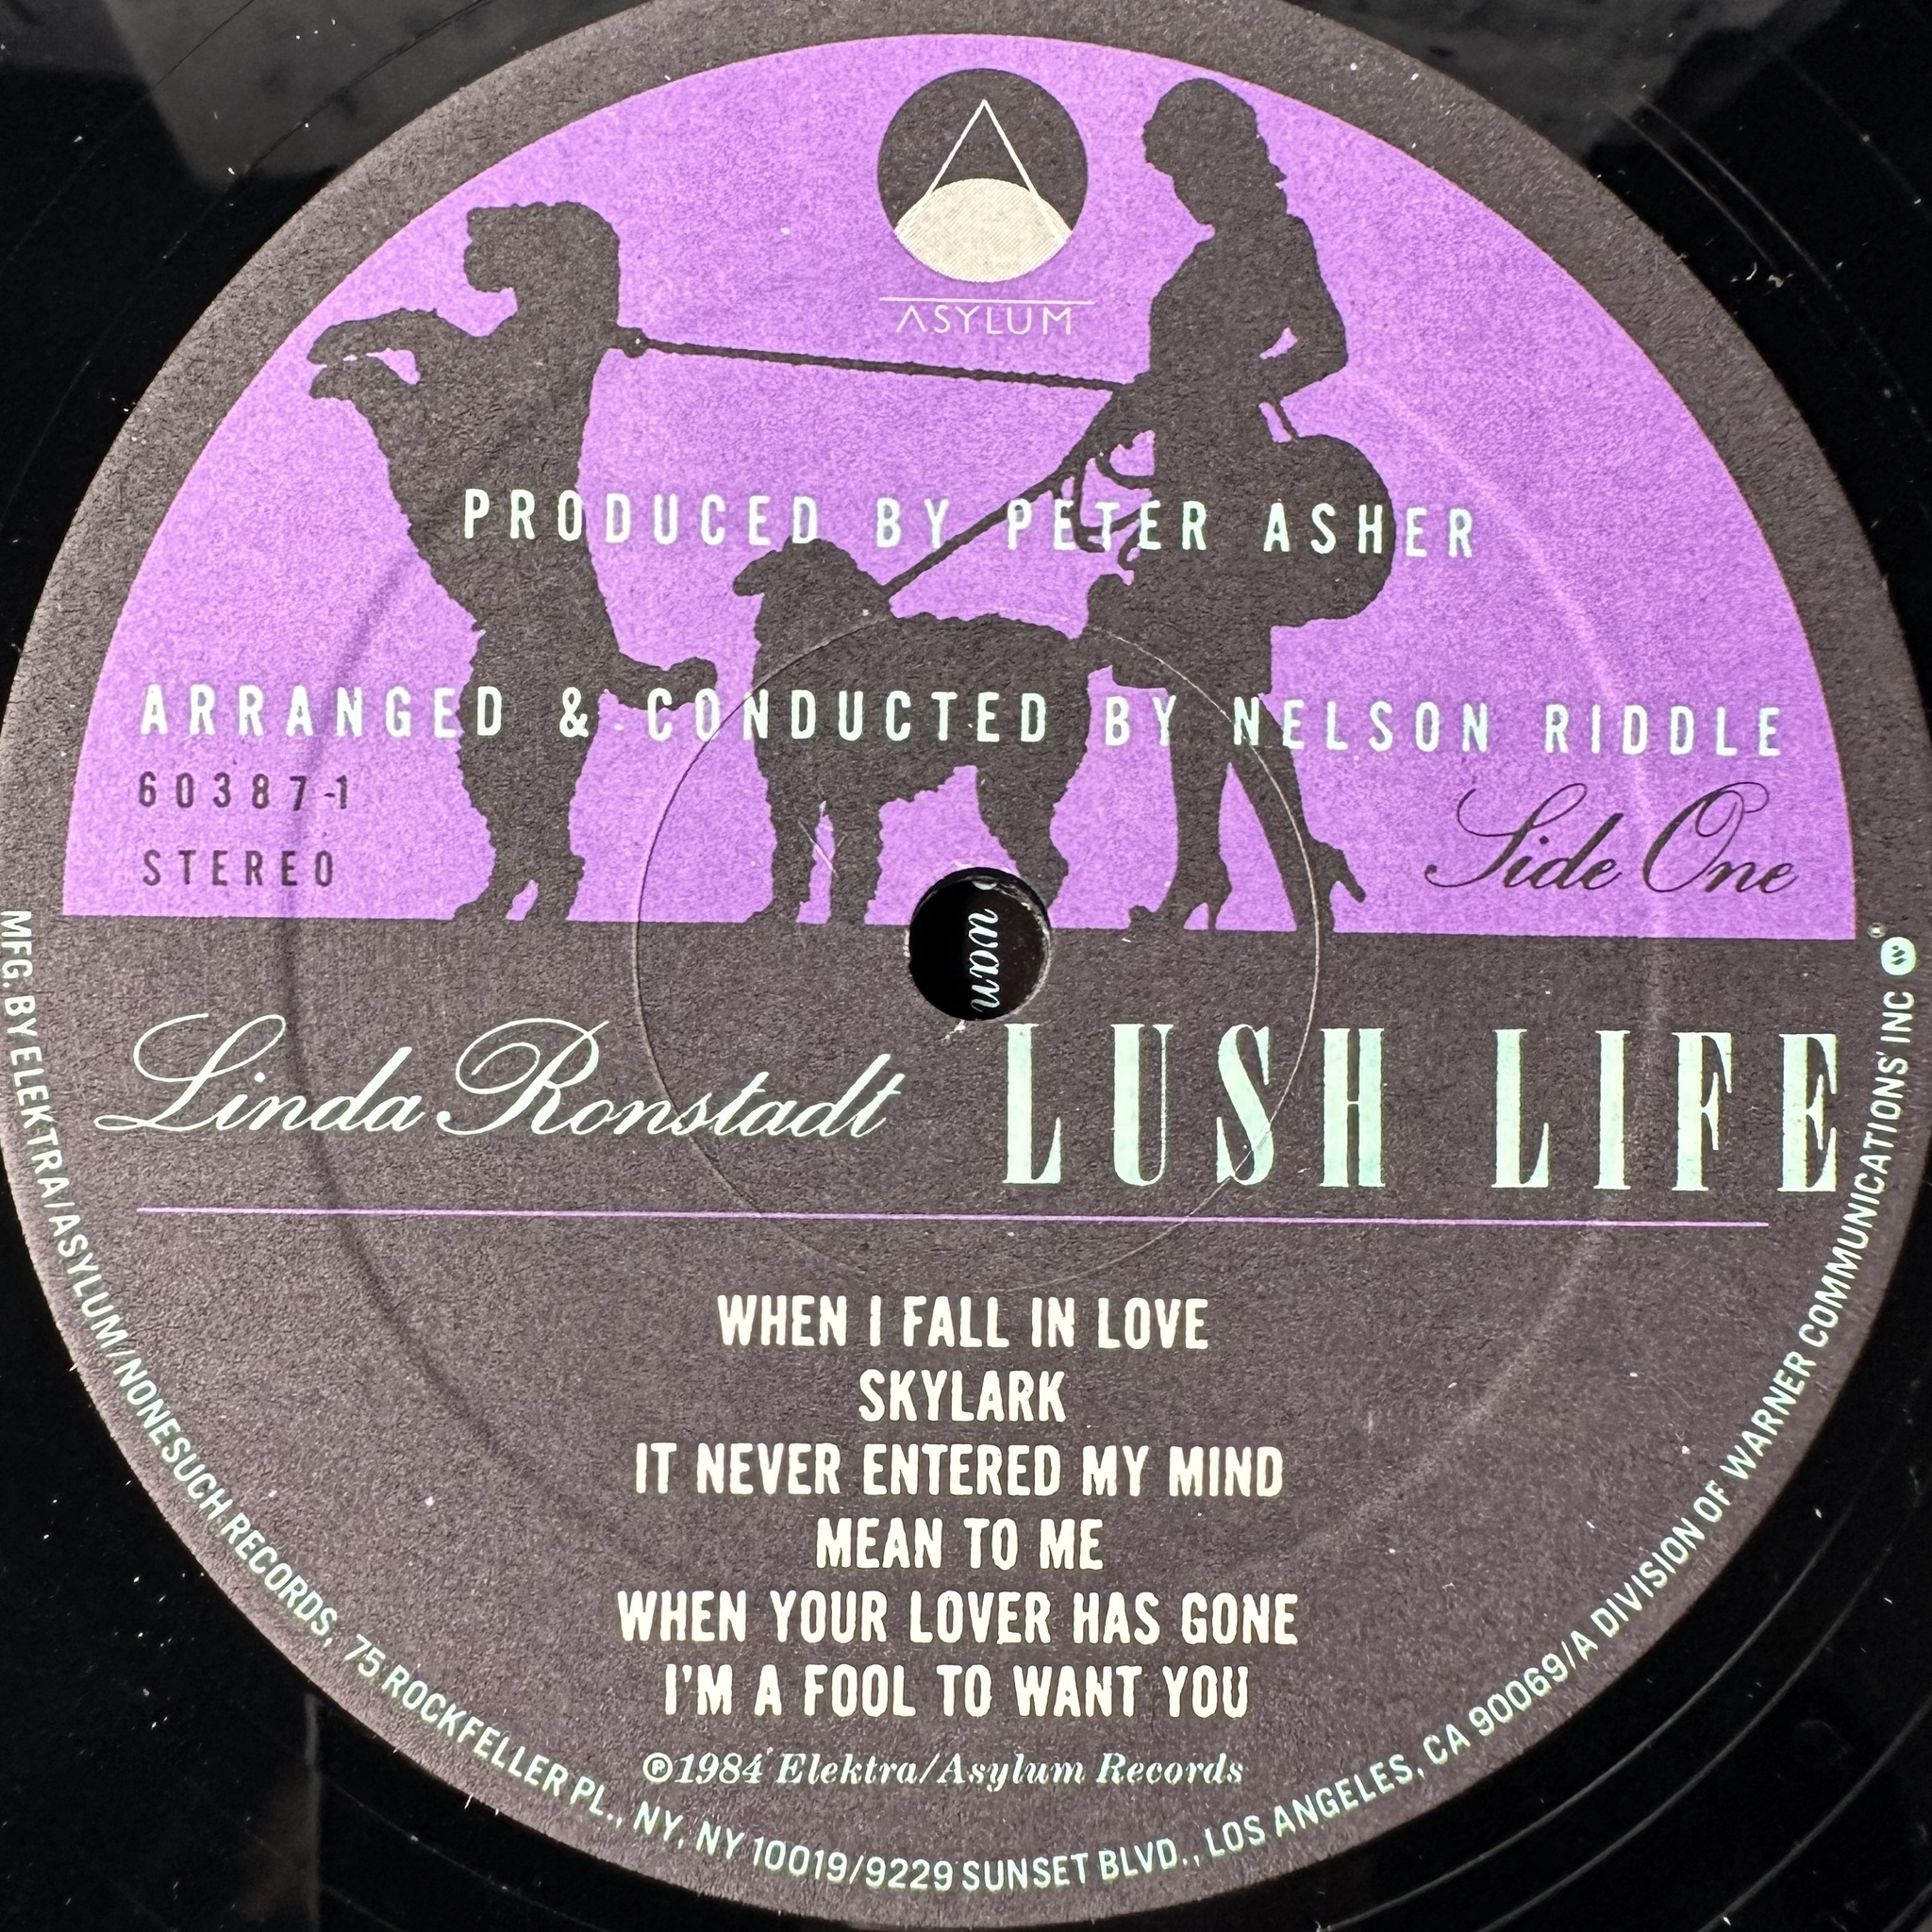 ASYLUM
PRODUCED BY PETER ASHER
ARRANGED & CONDUCTED BY NELSON RIDDLE
60387-1
STEREO
Side One
wan
Linda Ronstadt LUSH LIFE
WHEN I FALL IN LOVE
SKYLARK
IT NEVER ENTERED MY MIND
MEAN TO ME
WHEN YOUR LOVER HAS GONE
I'M A FOOL TO WANT YOU
℗1984 Elektra/Asylum Records
MFG. BY ELEKTRA/ASYLUM/NONESUCH RECORDS, 75 ROCKFELLER PL., NY, NY 10019/9229 SUNSET BLVD., LOS ANGELES, CA 90069/A DIVISION OF WARNER COMMUNICATIONS INC